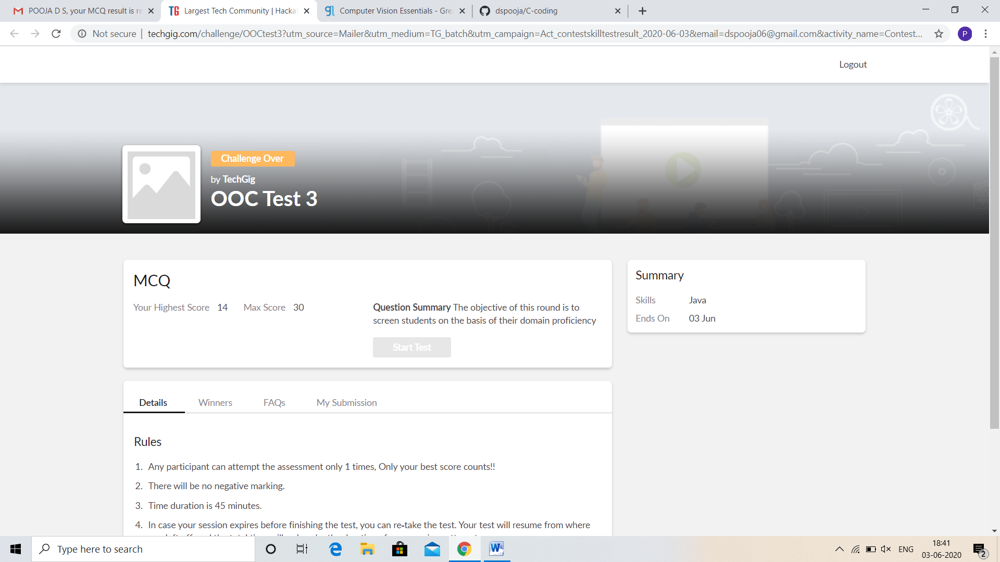 POOJA D S, your MCQ result is re
Largest Tech Community | Hacka
Computer Vision Essentials - Grea
dspooja/C-coding
Not secure | techgig.com/challenge/OOCtest3?utm_source=Mailer&utm_medium=TG_batch&utm_campaign=Act_contestskilltestresult_2020-06-03&email=dspooja06@gmail.com&activity_name=Contest...
P
Logout
Challenge Over
by TechGig
OOC Test 3
MCQ
Your Highest Score 14 Max Score 30
Question Summary The objective of this round is to
screen students on the basis of their domain proficiency
Start Test
Summary
Skills Java
Ends On 03 Jun
Details Winners FAQs My Submission
Rules
1. Any participant can attempt the assessment only 1 times, Only your best score counts!!
2. There will be no negative marking.
3. Time duration is 45 minutes.
4. In case your session expires before finishing the test, you can re-take the test. Your test will resume from where
Type here to search
ENG
18:41
03-06-2020
2